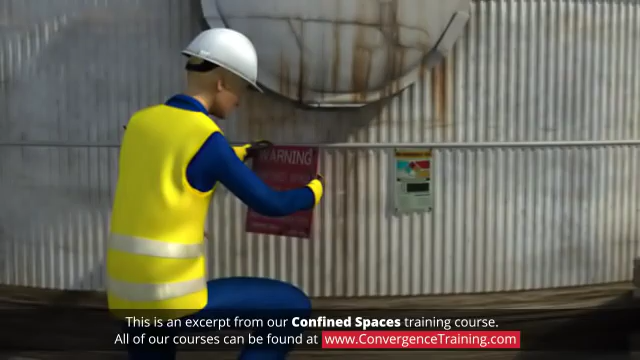 WARNING
This is an excerpt from our Confined Spaces training course.
All of our courses can be found at www.ConvergenceTraining.com